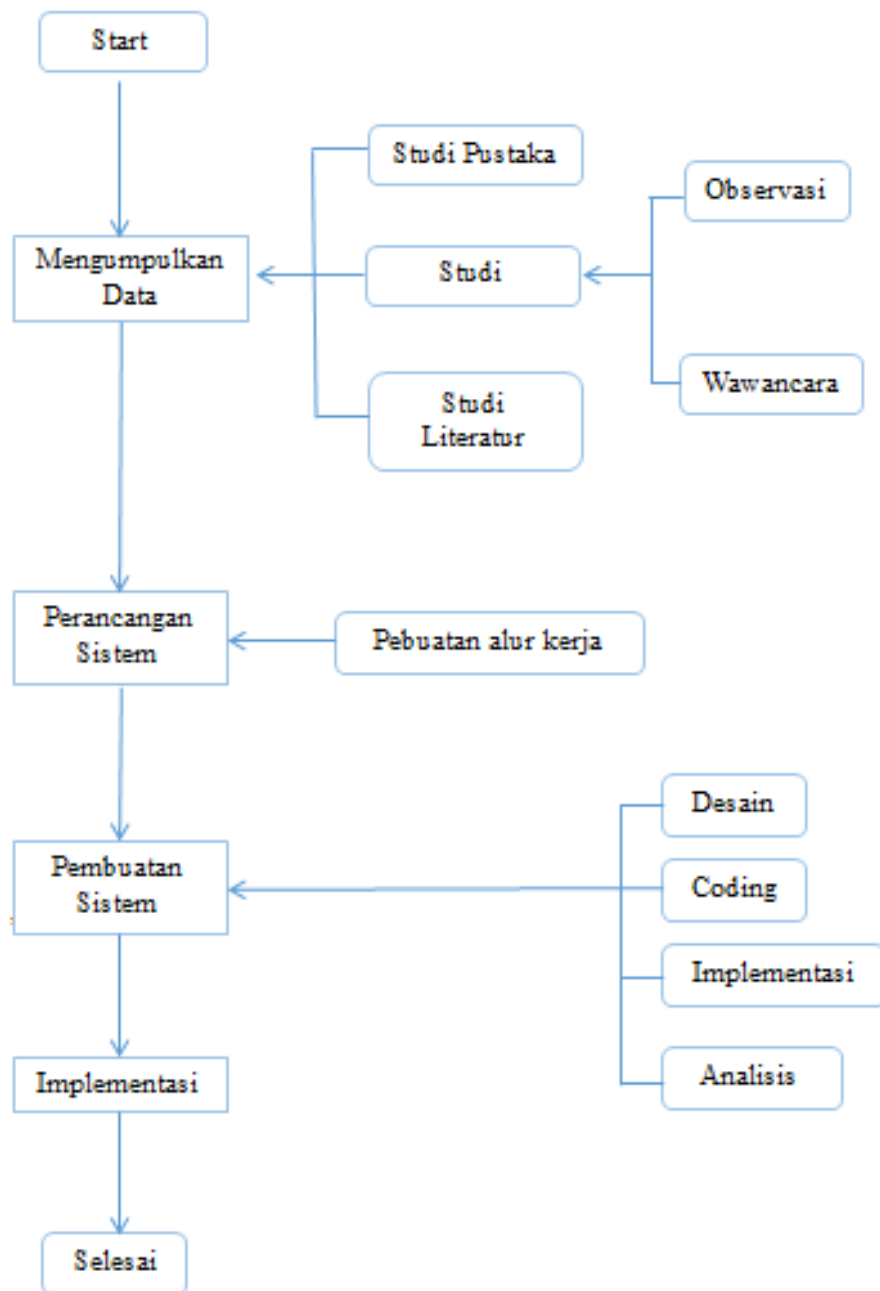 Start
Studi Pustaka
Observasi
Mengumpulkan
Data
Studi
Wawancara
Studi
Literatur
Perancangan
Sistem
Pebuatan alur kerja
Desain
Pembuatan
Sistem
Coding
Implementasi
Implementasi
Analisis
Selesai